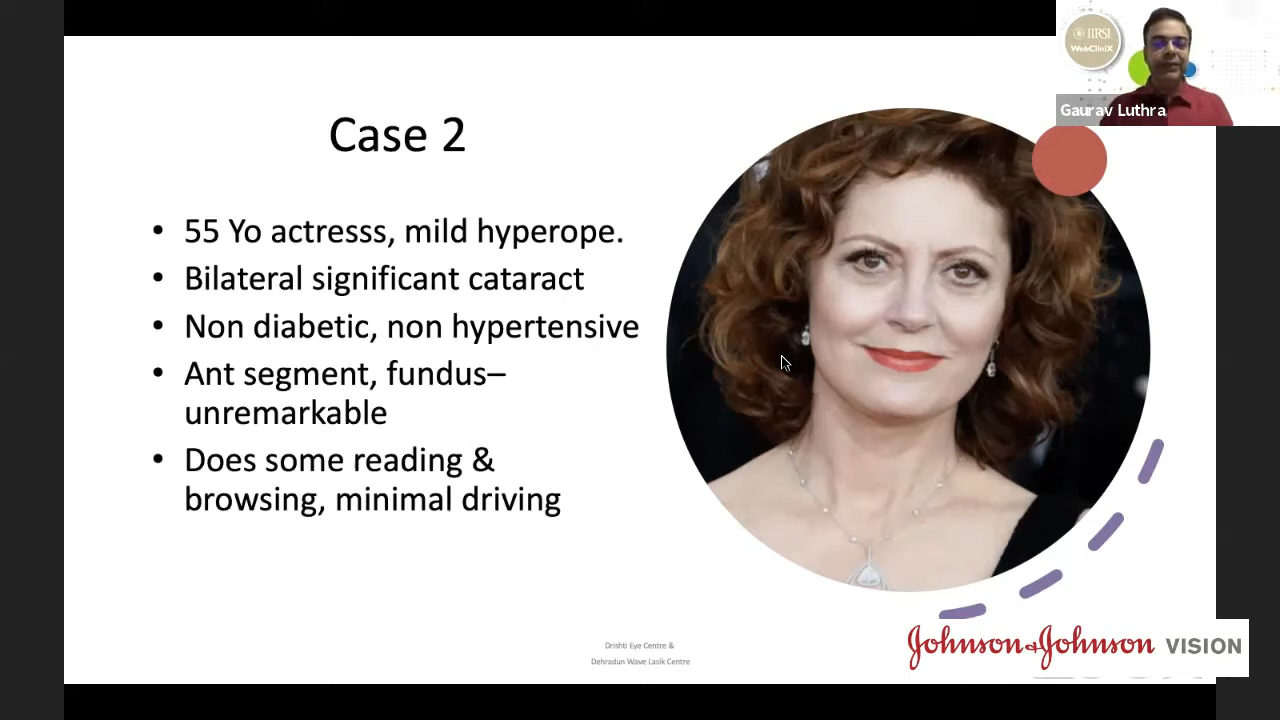 IIRSI
WebCliniX
Gaurav Luthra
Case 2
• 55 Yo actresss, mild hyperope.
• Bilateral significant cataract
• Non diabetic, non hypertensive
• Ant segment, fundus–
unremarkable
• Does some reading &
browsing, minimal driving
Drishti Eye Centre &
Dehradun Wave Lasik Centre
Johnson & Johnson VISION